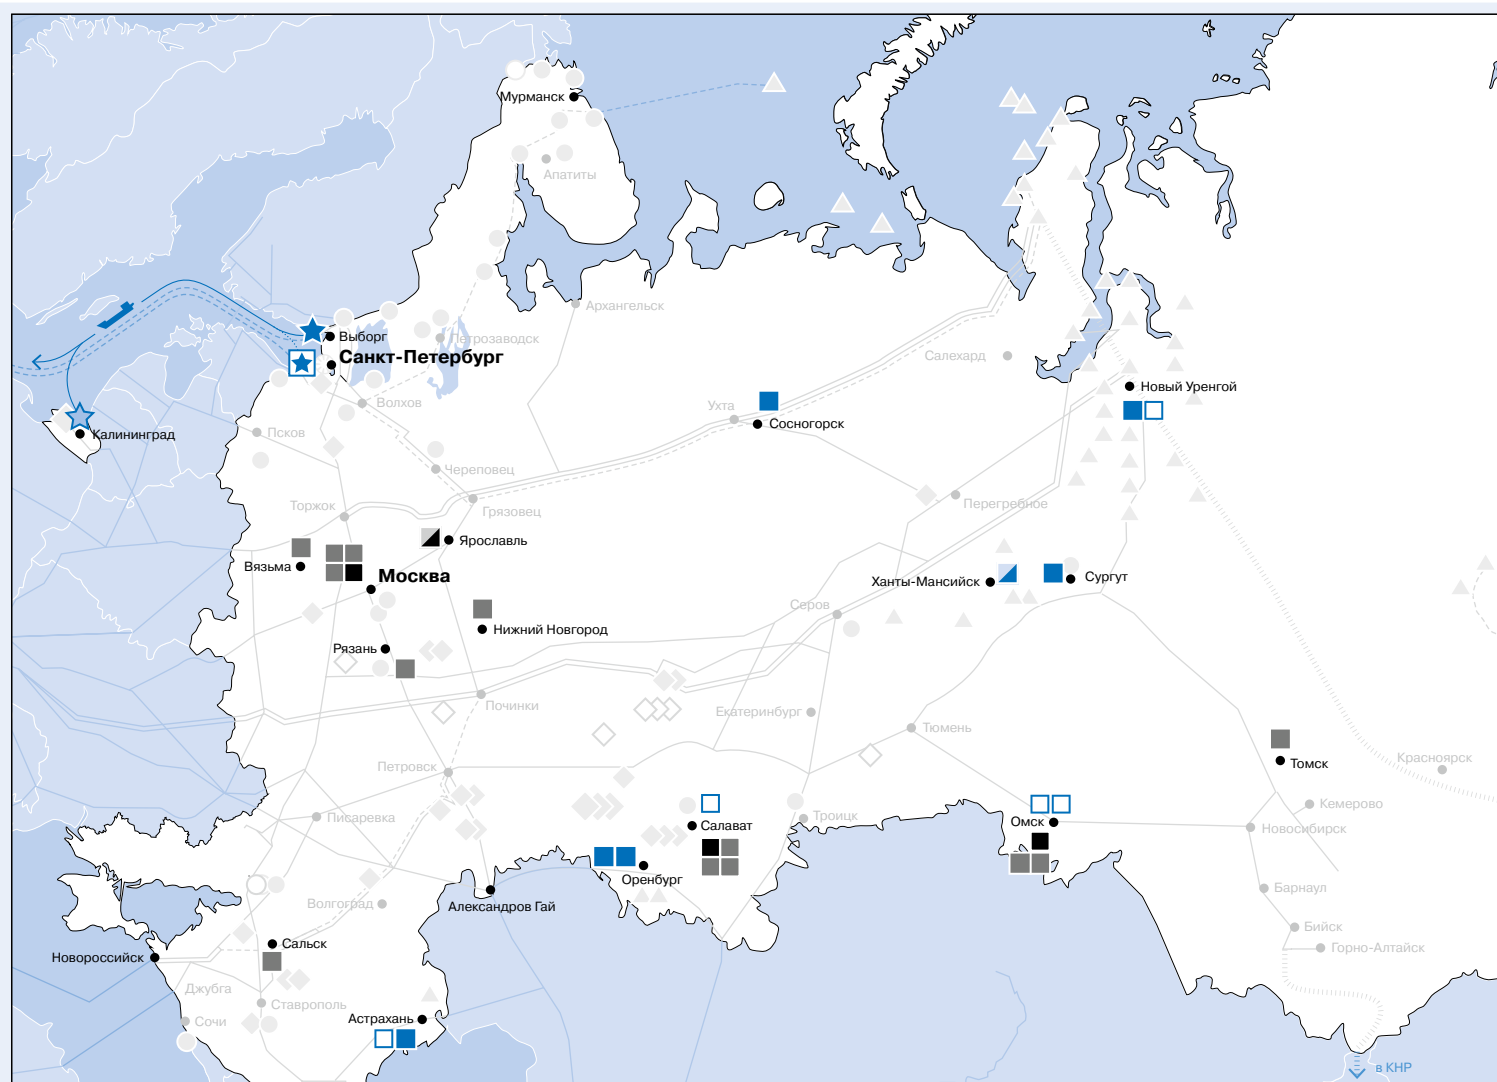 Мурманск
Апатиты
Архангельск
Выборг
Петрозаводск
Санкт-Петербург
Салехард
Новый Уренгой
Волхов
Ухта
Сосногорск
Калининград
Псков
Череповец
Перегребное
Торжок
Грязовец
Ярославль
Вязьма
Москва
Ханты-Мансийск
Сургут
Серов
Нижний Новгород
Рязань
Починки
Екатеринбург
Тюмень
Петровск
Томск
Красноярск
Писаревка
Салават
Троицк
Омск
Кемерово
Новосибирск
Оренбург
Волгоград
Александров Гай
Барнаул
Бийск
Сальск
Горно-Алтайск
Новороссийск
Джубга
Ставрополь
Сочи
Астрахань
в КНР